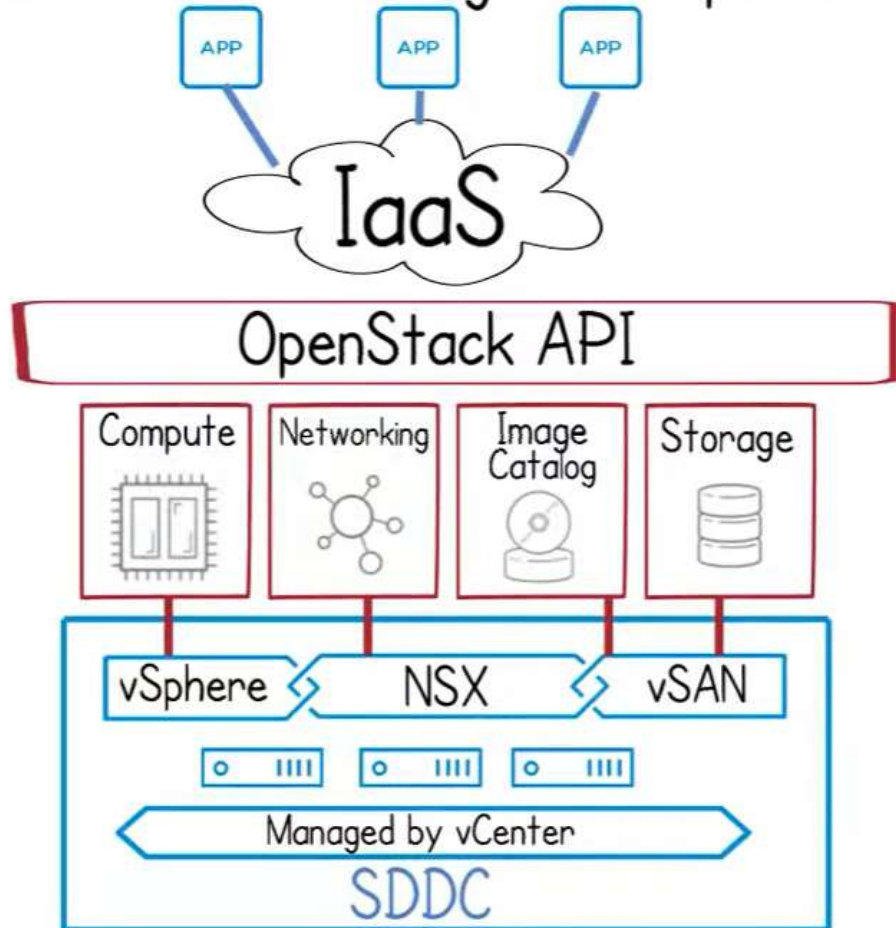 APP APP APP
IaaS
OpenStack API
Compute Networking Image Catalog Storage
vSphere NSX vSAN
Managed by vCenter
SDDC